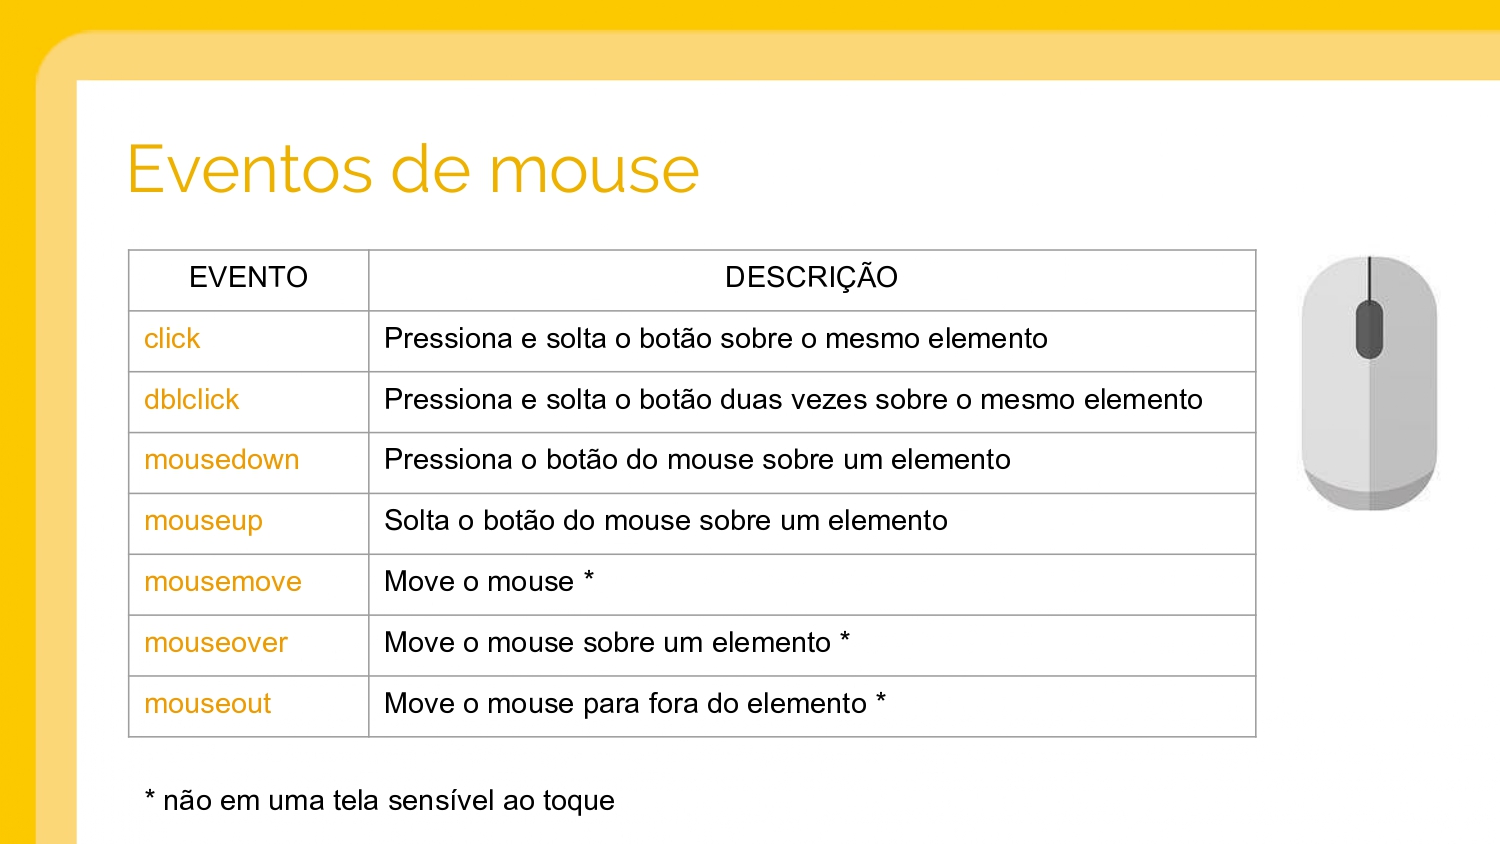 Eventos de mouse
EVENTO DESCRIÇÃO
click Pressiona e solta o botão sobre o mesmo elemento
dblclick Pressiona e solta o botão duas vezes sobre o mesmo elemento
mousedown Pressiona o botão do mouse sobre um elemento
mouseup Solta o botão do mouse sobre um elemento
mousemove Move o mouse *
mouseover Move o mouse sobre um elemento *
mouseout Move o mouse para fora do elemento *
* não em uma tela sensível ao toque